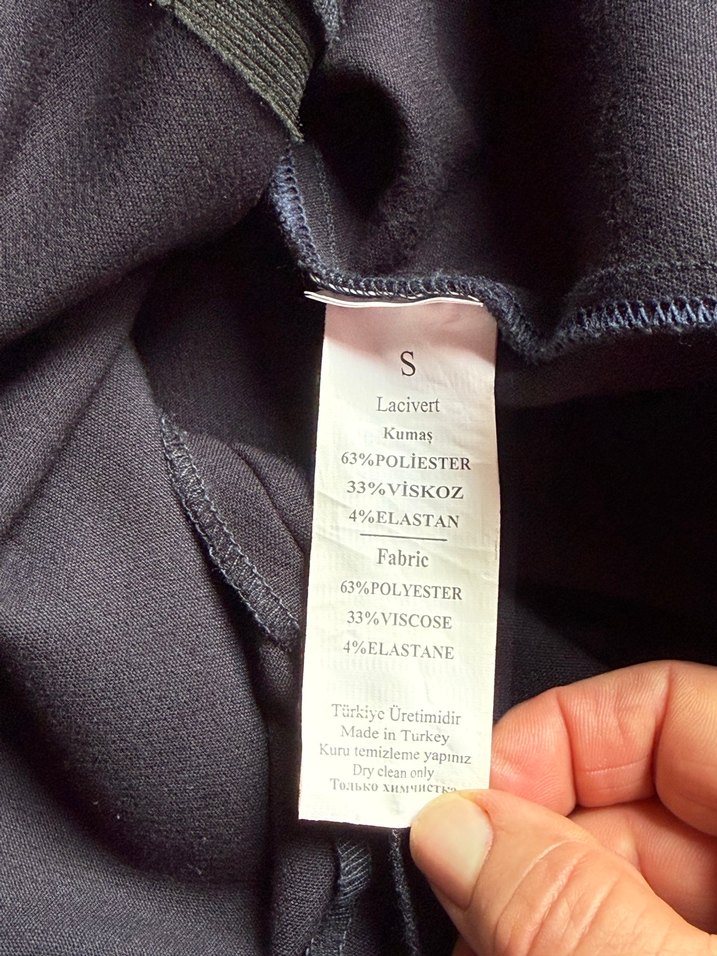 S
Lacivert
Kumaş
63%POLİESTER
33%VİSKOZ
4%ELASTAN
Fabric
63%POLYESTER
33%VISCOSE
4%ELASTANE
Türkiye Üretimidir
Made in Turkey
Kuru temizleme yapınız
Dry clean only
Только химчистка